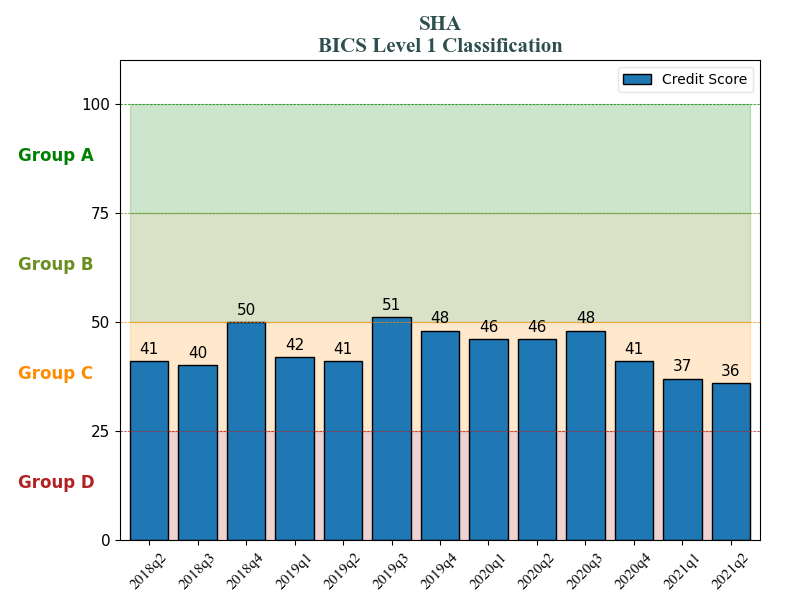 SHA
BICS Level 1 Classification
Credit Score
100
Group A
75
Group B
50
Group C
25
Group D
0
41
40
50
42
41
51
48
46
46
48
41
37
36
2018q2
2018q3
2018q4
2019q1
2019q2
2019q3
2019q4
2020q1
2020q2
2020q3
2020q4
2021q1
2021q2